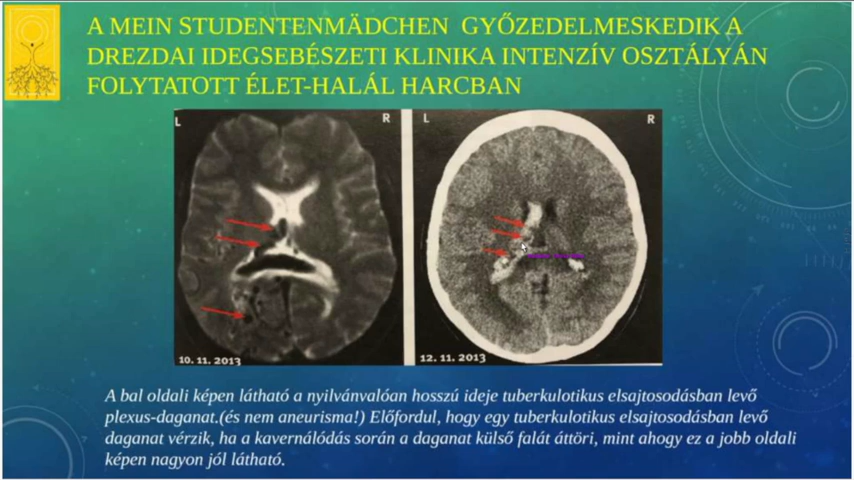 A MEIN STUDENTENMÄDCHEN GYŐZEDELMESKEDIK A
DREZDAI IDEGSEBÉSZETI KLINIKA INTENZÍV OSZTÁLYÁN
FOLYTATOTT ÉLET-HALÁL HARCBAN
L R L R
10. 11. 2013 12. 11. 2013
A bal oldali képen látható a nyilvánvalóan hosszú ideje tuberkulotikus elsajtosodásban levő
plexus-daganat.(és nem aneurisma!) Előfordul, hogy egy tuberkulotikus elsajtosodásban levő
daganat vérzik, ha a kavernálódás során a daganat külső falát áttöri, mint ahogy ez a jobb oldali
képen nagyon jól látható.